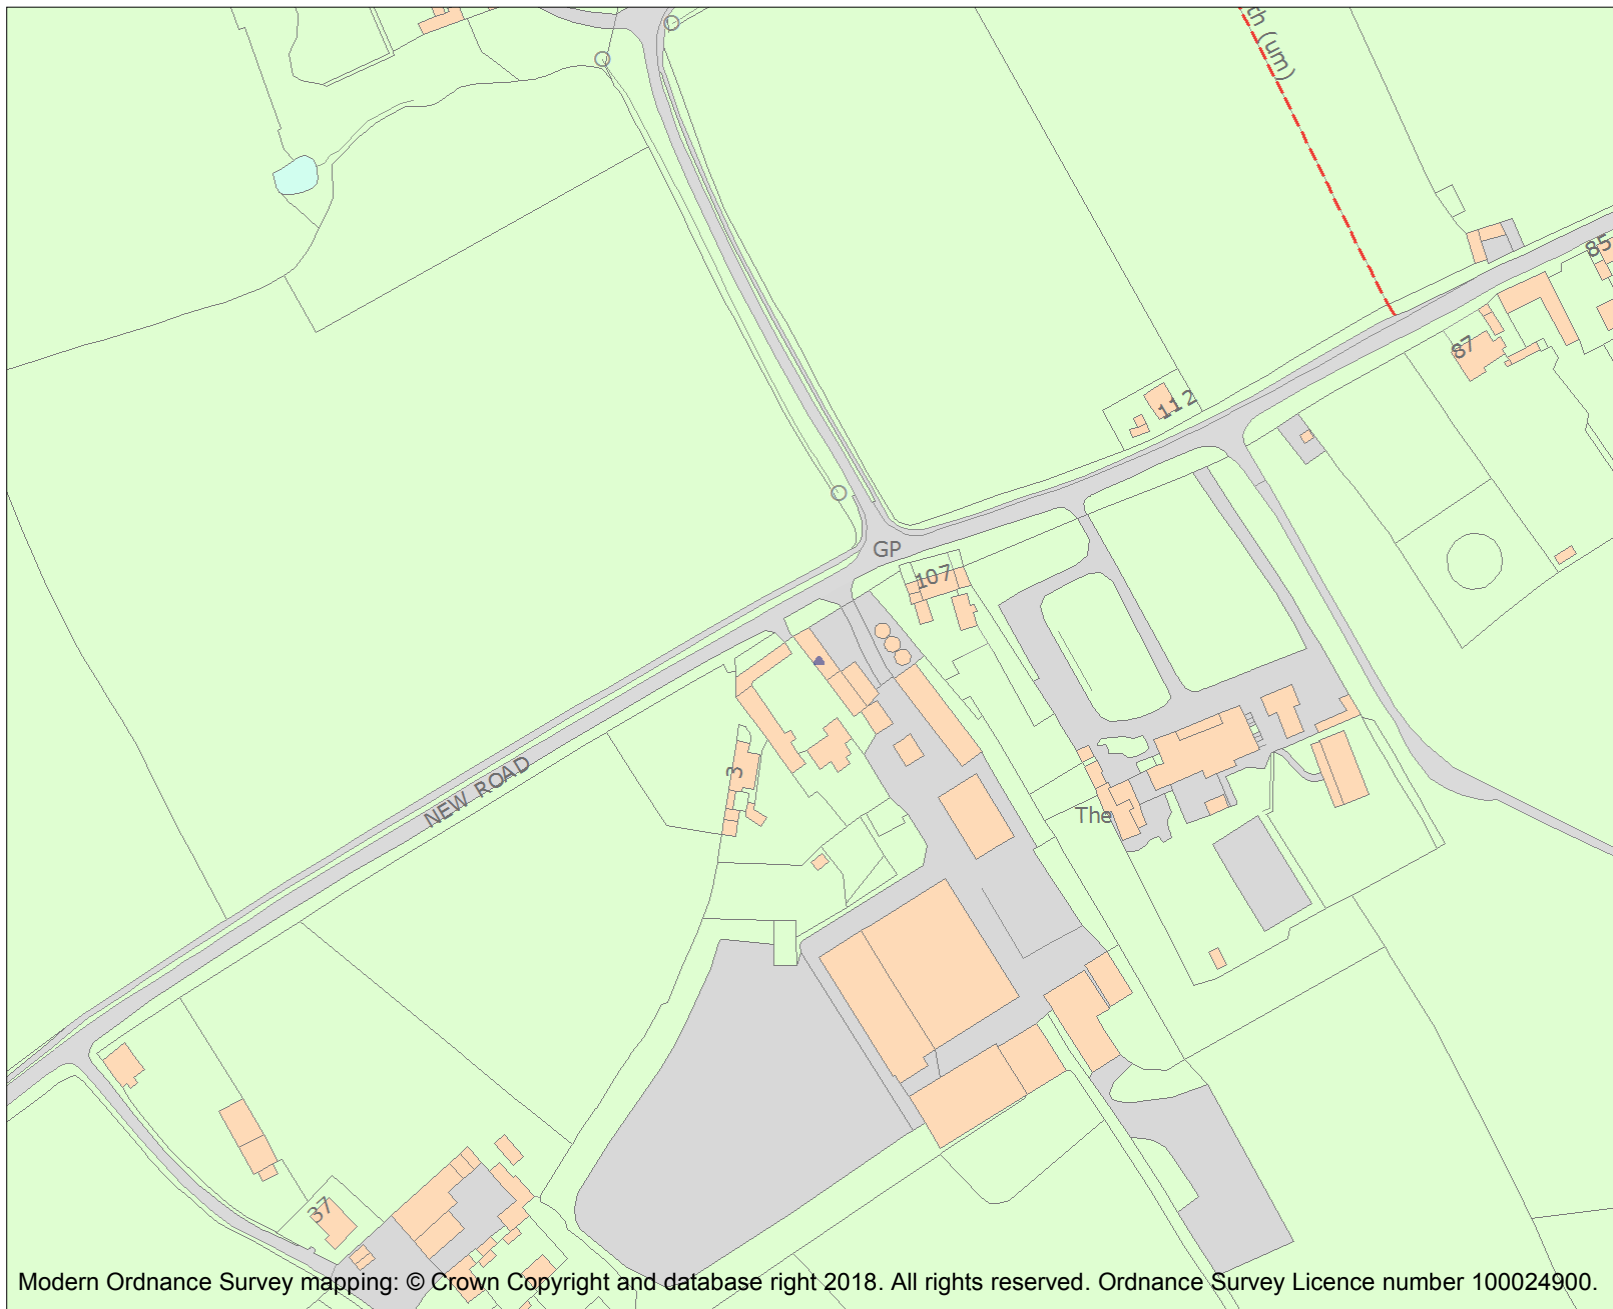 th (um)
85
87
112
GP
107
NEW ROAD
3
The
37
Modern Ordnance Survey mapping: © Crown Copyright and database right 2018. All rights reserved. Ordnance Survey Licence number 100024900.